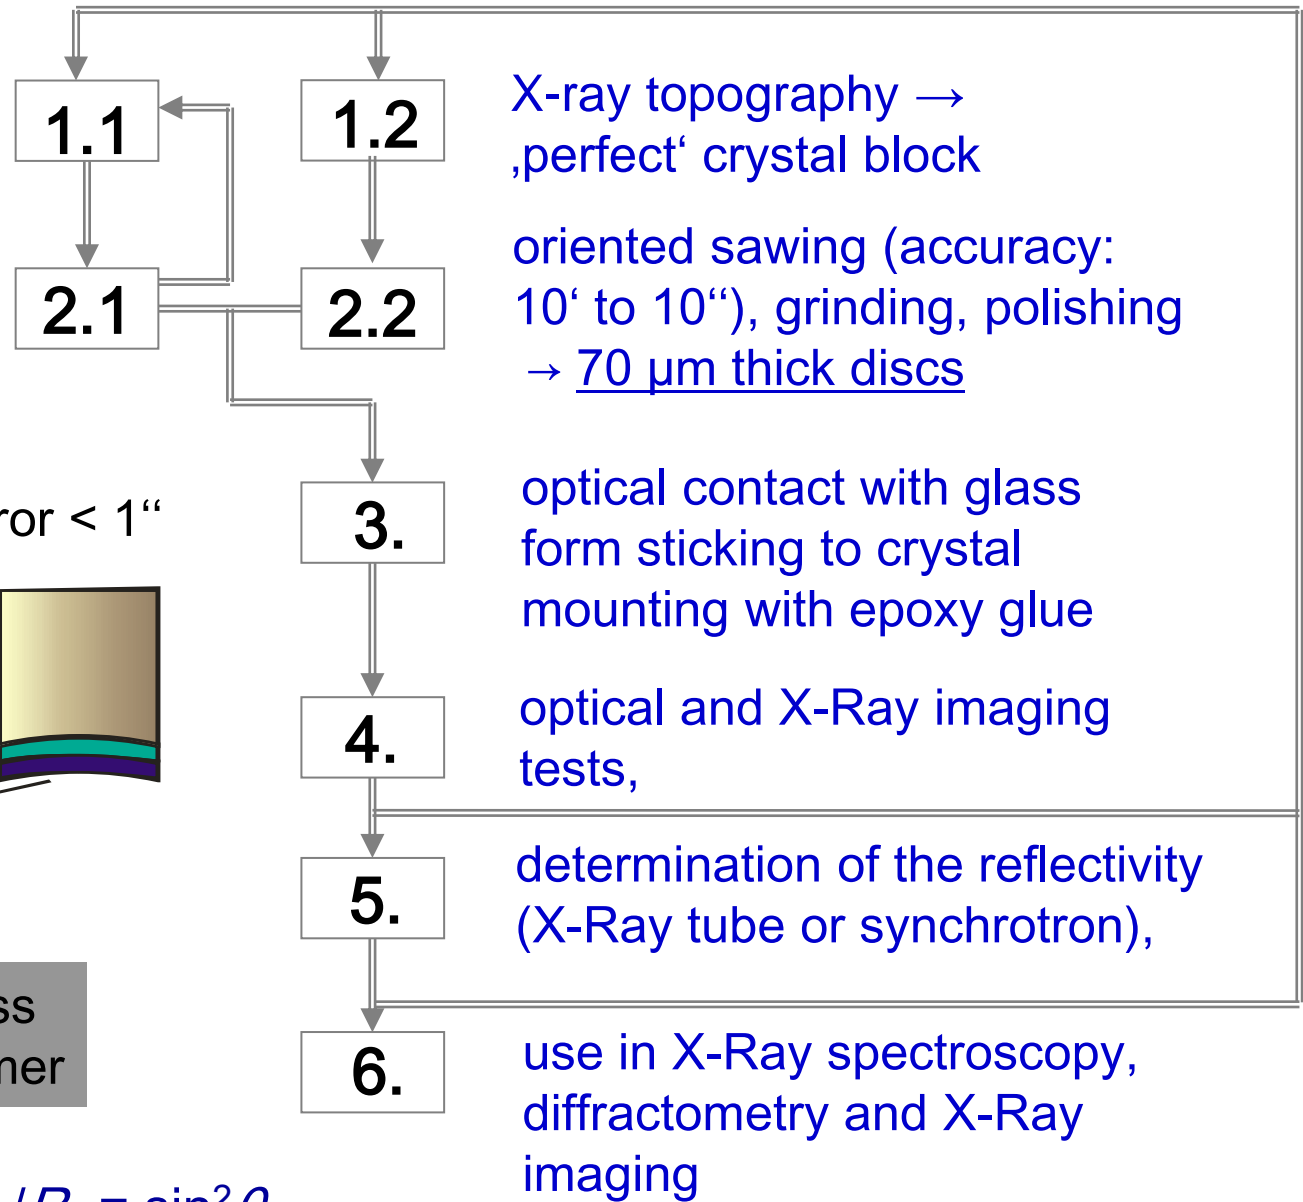 1.1
1.2
X-ray topography →
‚perfect‘ crystal block
2.1
2.2
oriented sawing (accuracy:
10‘ to 10‘‘), grinding, polishing
→ 70 µm thick discs
< 1‘‘
3.
optical contact with glass
form sticking to crystal
mounting with epoxy glue
4.
optical and X-Ray imaging
tests,
5.
determination of the reflectivity
(X-Ray tube or synchrotron),
6.
use in X-Ray spectroscopy,
diffractometry and X-Ray
imaging
= sin²θ